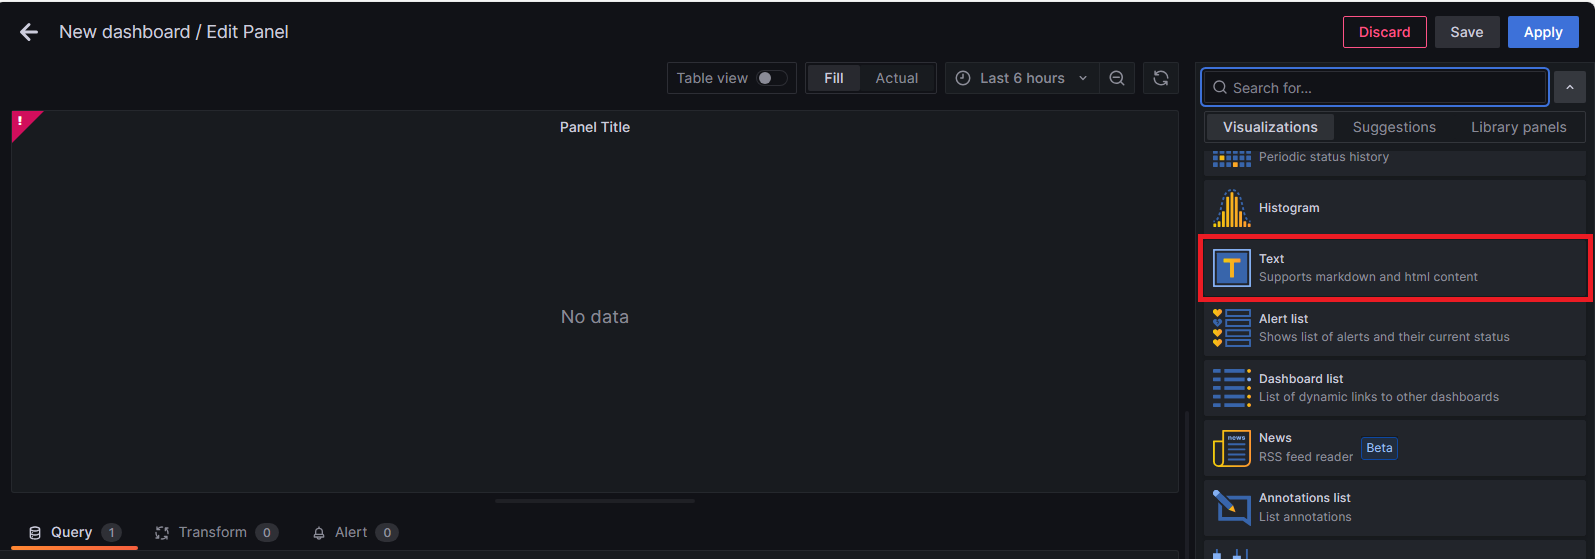 New dashboard / Edit Panel
Discard
Save
Apply
Table view
Fill
Actual
Last 6 hours
Search for...
!
Panel Title
Visualizations
Suggestions
Library panels
Periodic status history
Histogram
T
Text
Supports markdown and html content
No data
Alert list
Shows list of alerts and their current status
Dashboard list
List of dynamic links to other dashboards
news
News
RSS feed reader
Beta
Annotations list
List annotations
Query 1
Transform 0
Alert 0